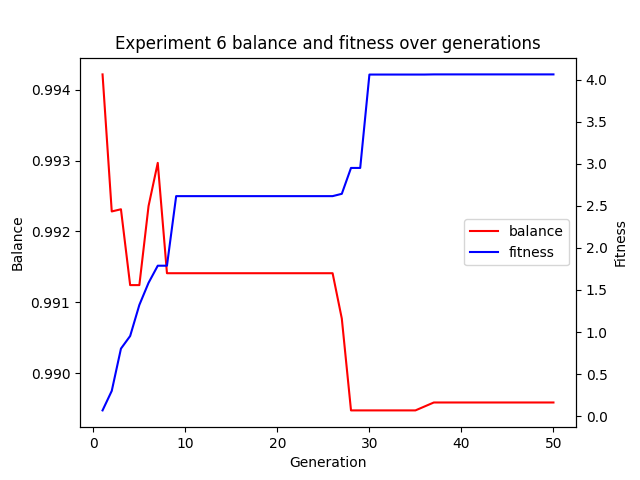 Experiment 6 balance and fitness over generations
Balance
0.994
0.993
0.992
0.991
0.990
4.0
3.5
3.0
2.5
2.0
1.5
1.0
0.5
0.0
Fitness
balance
fitness
0 10 20 30 40 50
Generation